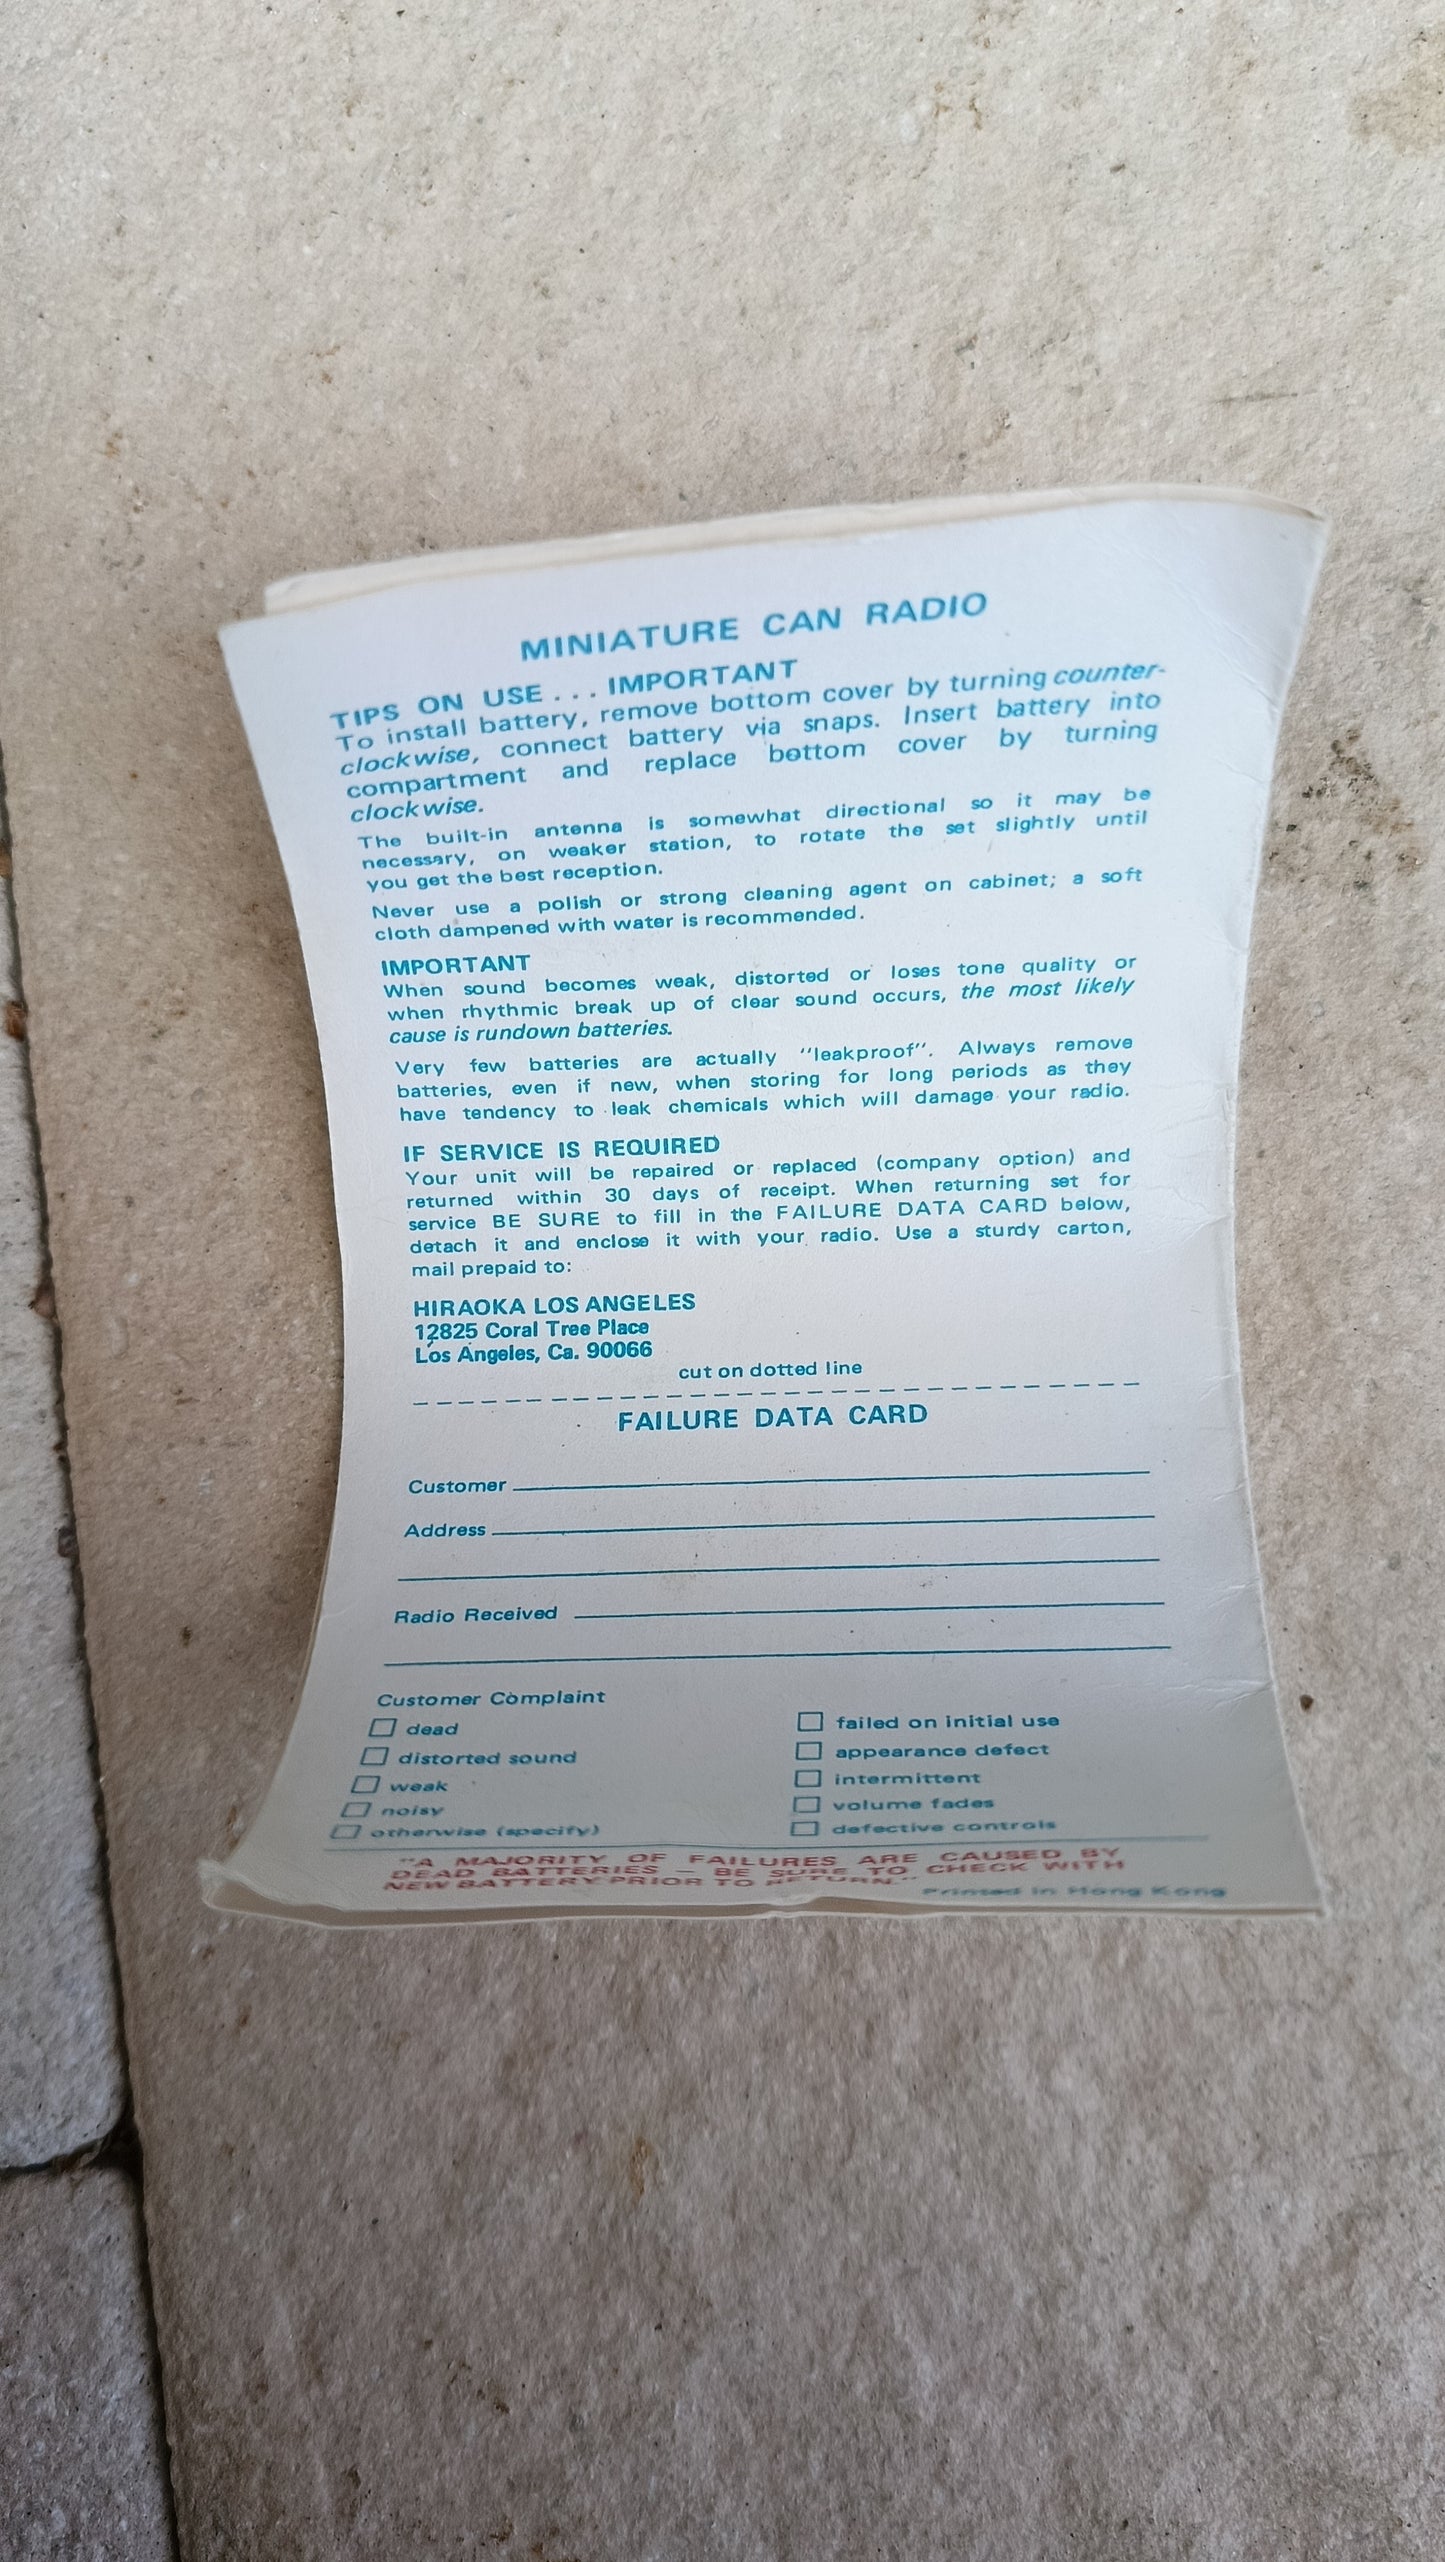 MINIATURE CAN RADIO
TIPS ON USE . . . IMPORTANT
To install battery, remove bottom cover by turning counter-
clockwise, connect battery via snaps. Insert battery into
compartment and replace bottom cover by turning
clockwise.
The built-in antenna is somewhat directional so it may be
necessary, on weaker station, to rotate the set slightly until
you get the best reception.
Never use a polish or strong cleaning agent on cabinet; a soft
cloth dampened with water is recommended.
IMPORTANT
When sound becomes weak, distorted or loses tone quality or
when rhythmic break up of clear sound occurs, the most likely
cause is rundown batteries.
Very few batteries are actually "leakproof". Always remove
batteries, even if new, when storing for long periods as they
have tendency to leak chemicals which will damage your radio.
IF SERVICE IS REQUIRED
Your unit will be repaired or replaced (company option) and
returned within 30 days of receipt. When returning set for
service BE SURE to fill in the FAILURE DATA CARD below,
detach it and enclose it with your radio. Use a sturdy carton,
mail prepaid to:
HIRAOKA LOS ANGELES
12825 Coral Tree Place
Los Angeles, Ca. 90066
cut on dotted line
FAILURE DATA CARD
Customer
Address
Radio Received
Customer Complaint
dead
distorted sound
weak
noisy
otherwise (specify)
failed on initial use
appearance defect
intermittent
volume fades
defective controls
"A MAJORITY OF FAILURES ARE CAUSED BY
DEAD BATTERIES – BE SURE TO CHECK WITH
NEW BATTERY PRIOR TO RETURN."
Printed in Hong Kong